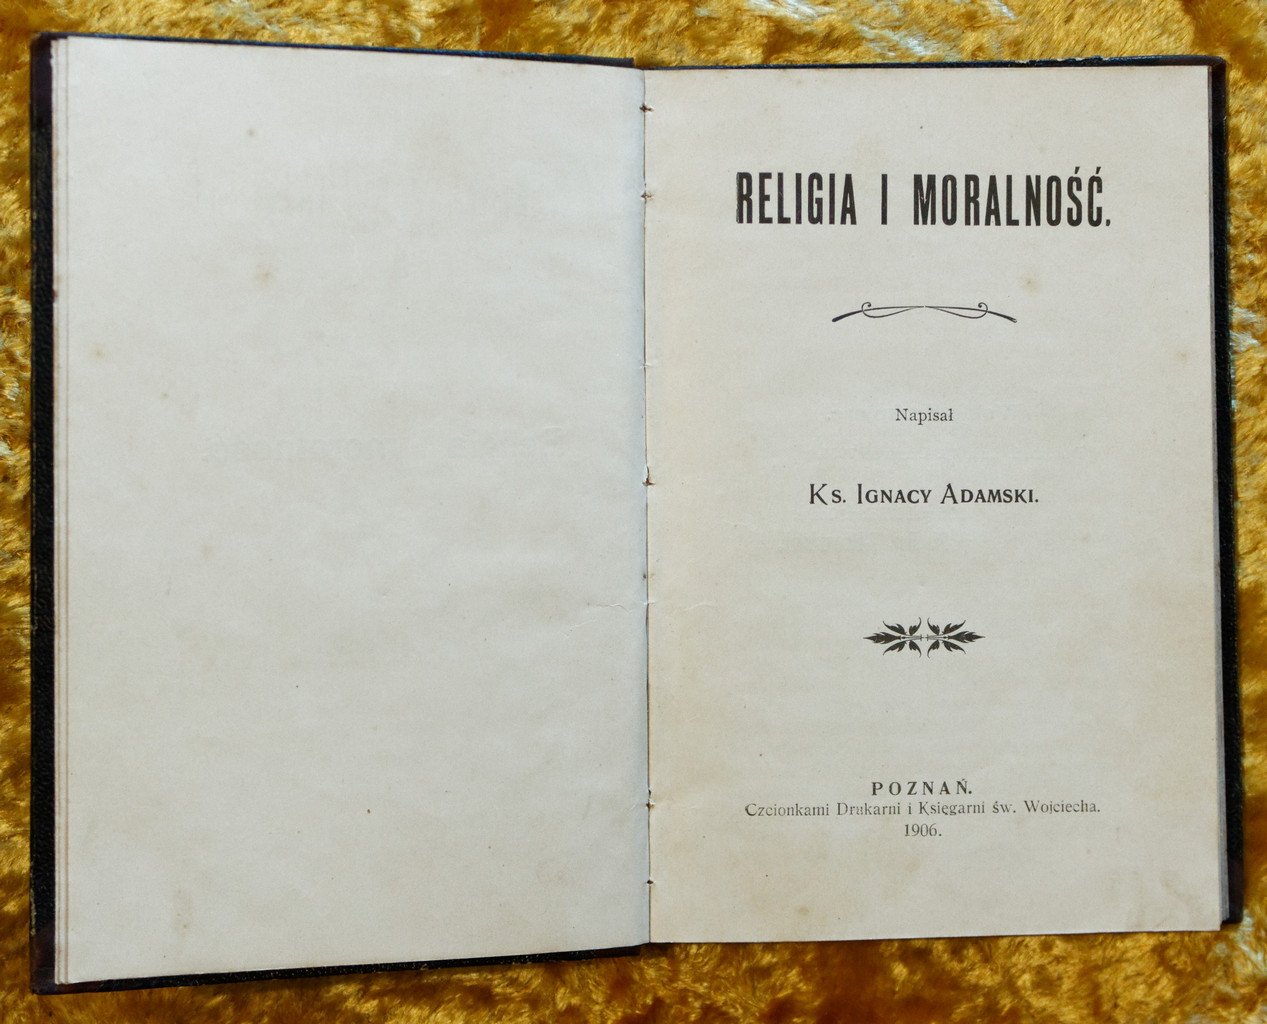 RELIGIA I MORALNOŚĆ.
Napisał
Ks. Ignacy Adamski.
POZNAŃ.
Czcionkami Drukarni i Księgarni św. Wojciecha.
1906.